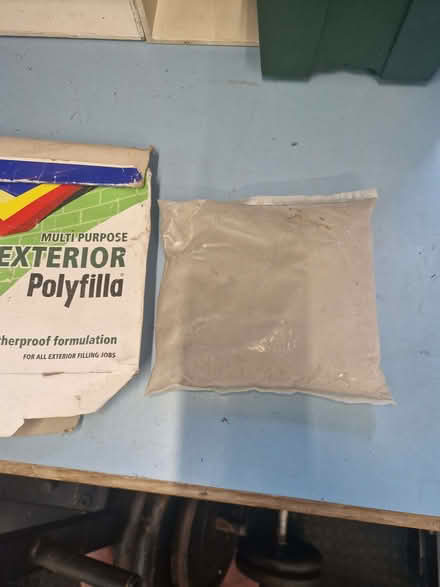 MULTI PURPOSE
EXTERIOR
Polyfilla
therproof formulation
FOR ALL EXTERIOR FILLING JOBS